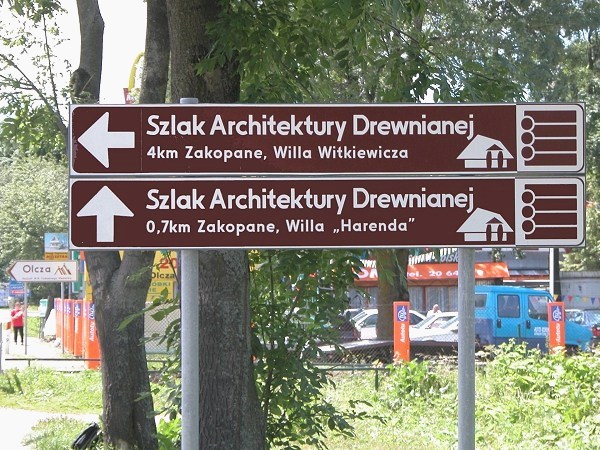 Szlak Architektury Drewnianej
4km Zakopane, Willa Witkiewicza
Szlak Architektury Drewnianej
0,7km Zakopane, Willa „Harenda”
Olcza